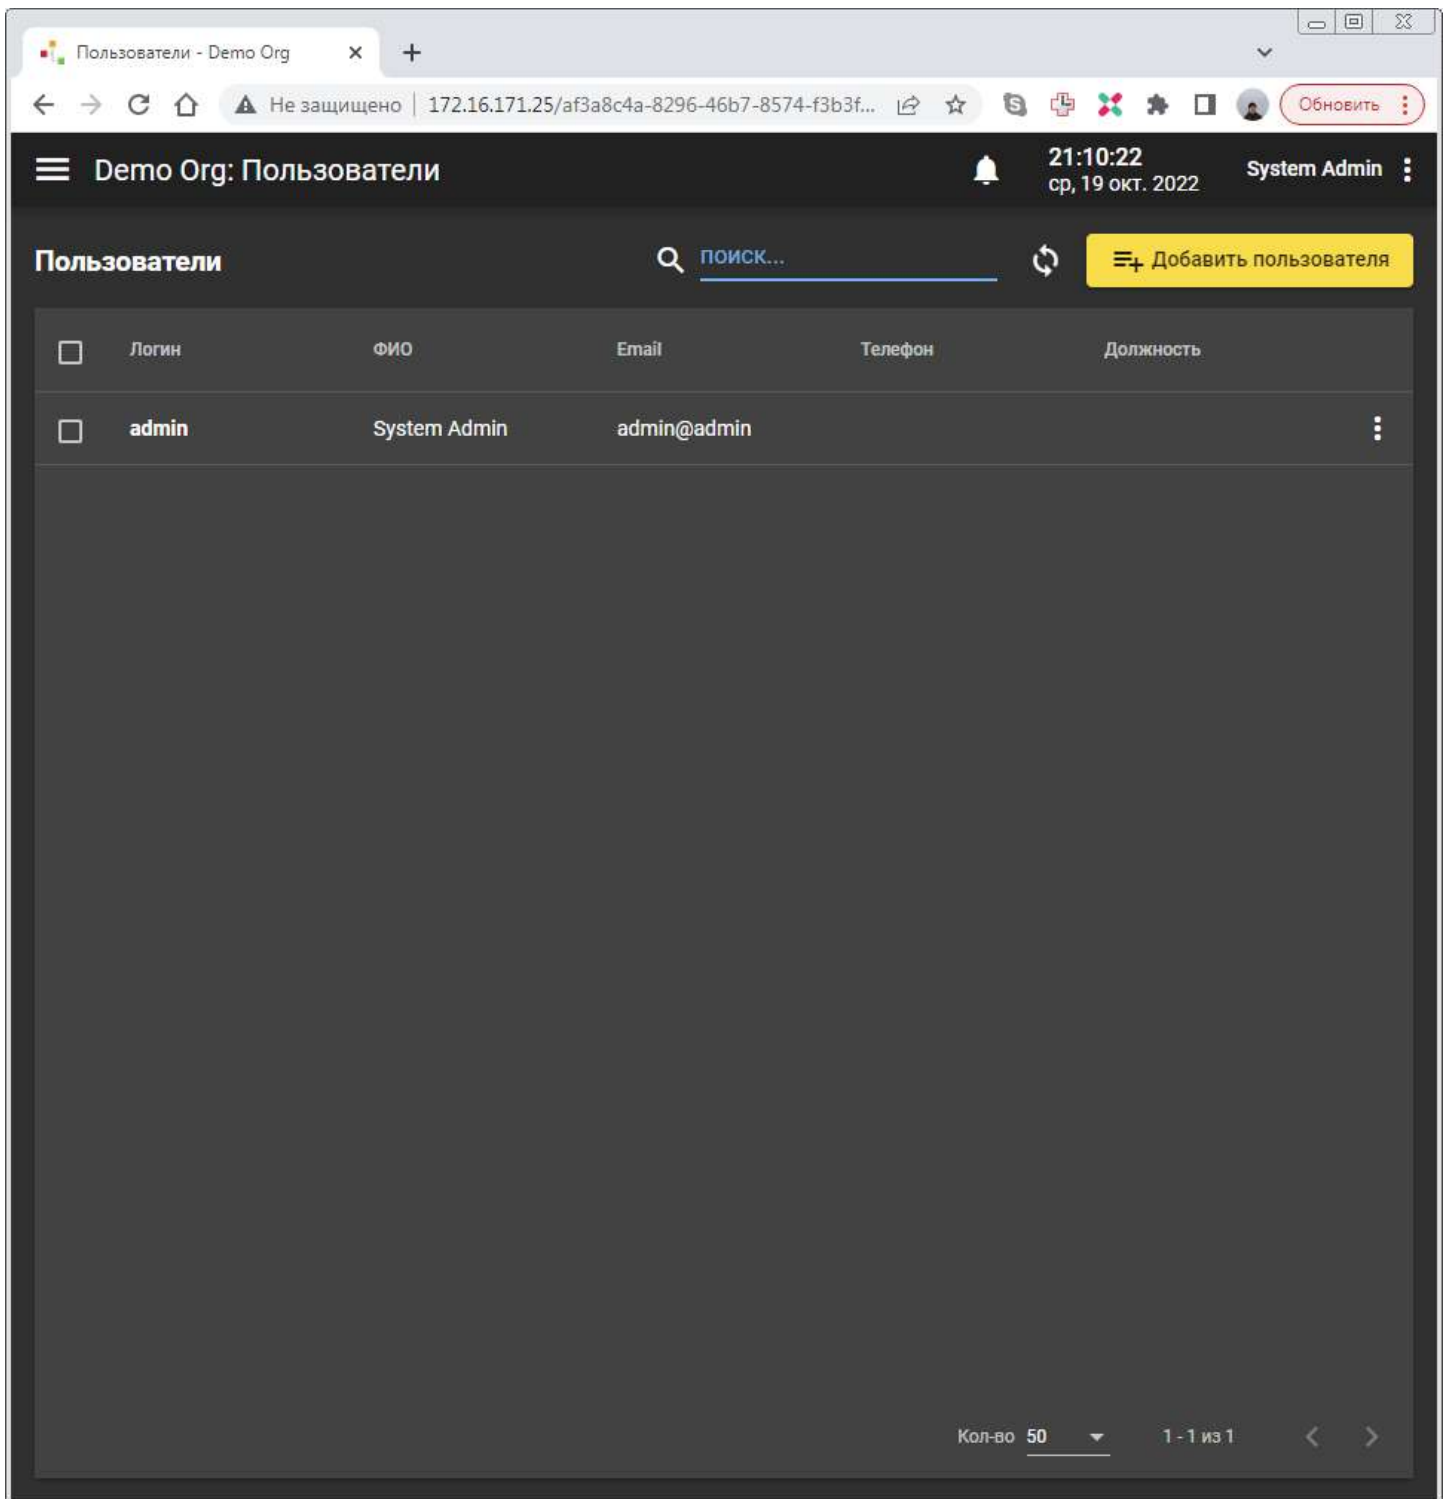 Пользователи - Demo Org
Не защищено | 172.16.171.25/af3a8c4a-8296-46b7-8574-f3b3f... Обновить
Demo Org: Пользователи
21:10:22
ср, 19 окт. 2022
System Admin
Пользователи
поиск...
Добавить пользователя
Логин ФИО Email Телефон Должность
admin System Admin admin@admin
Кол-во 50 1 - 1 из 1